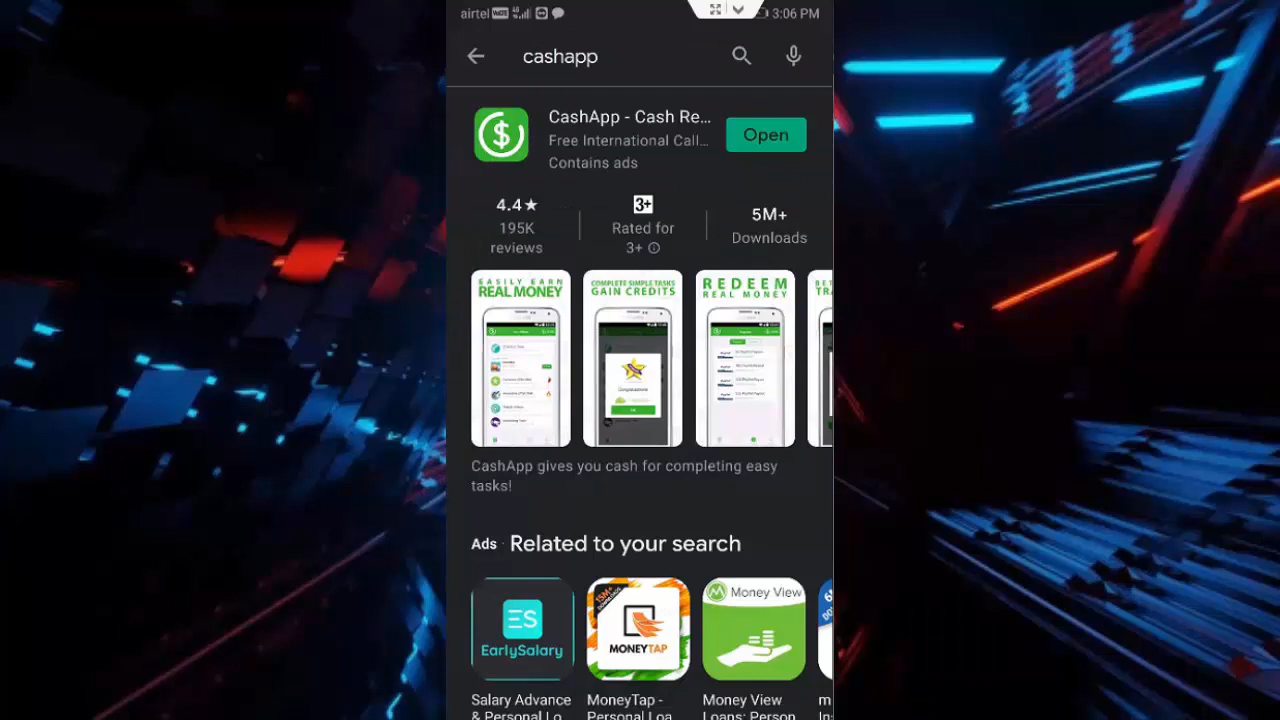 airtel VoLTE 4G 3:06 PM
cashapp
CashApp - Cash Re...
Free International Call...
Contains ads
Open
4.4★
195K
reviews
3+
Rated for
3+
5M+
Downloads
EASILY EARN
REAL MONEY
COMPLETE SIMPLE TASKS
GAIN CREDITS
REDEEM
REAL MONEY
CashApp gives you cash for completing easy
tasks!
Ads · Related to your search
ES
EarlySalary
15M+
MONEYTAP
Money View
Salary Advance
& Personal Lo
MoneyTap -
Personal Loa
Money View
Loans: Person